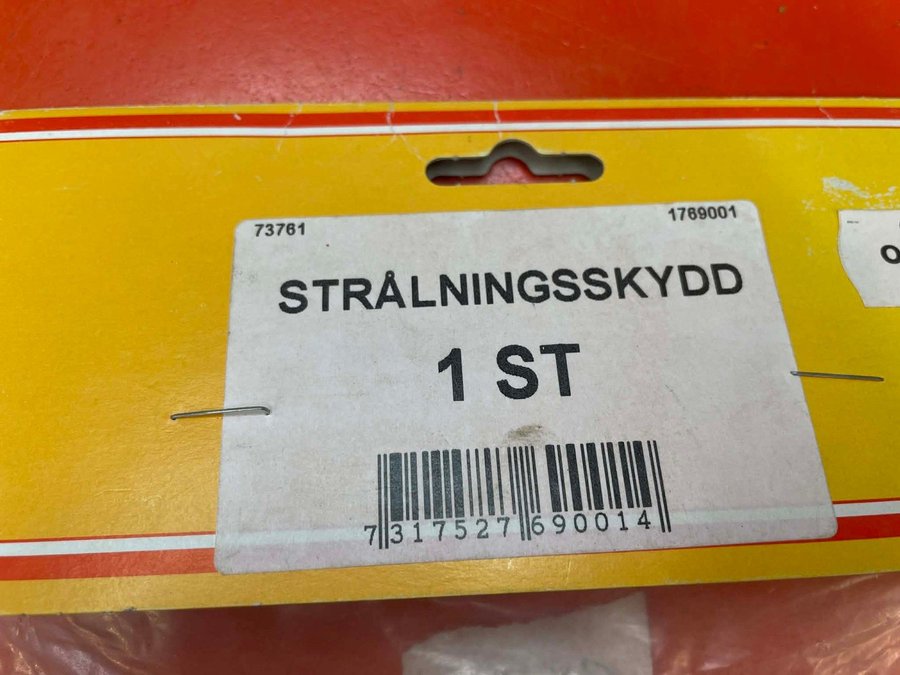 73761 1769001
STRÅLNINGSSKYDD
1 ST
7 317527 690014